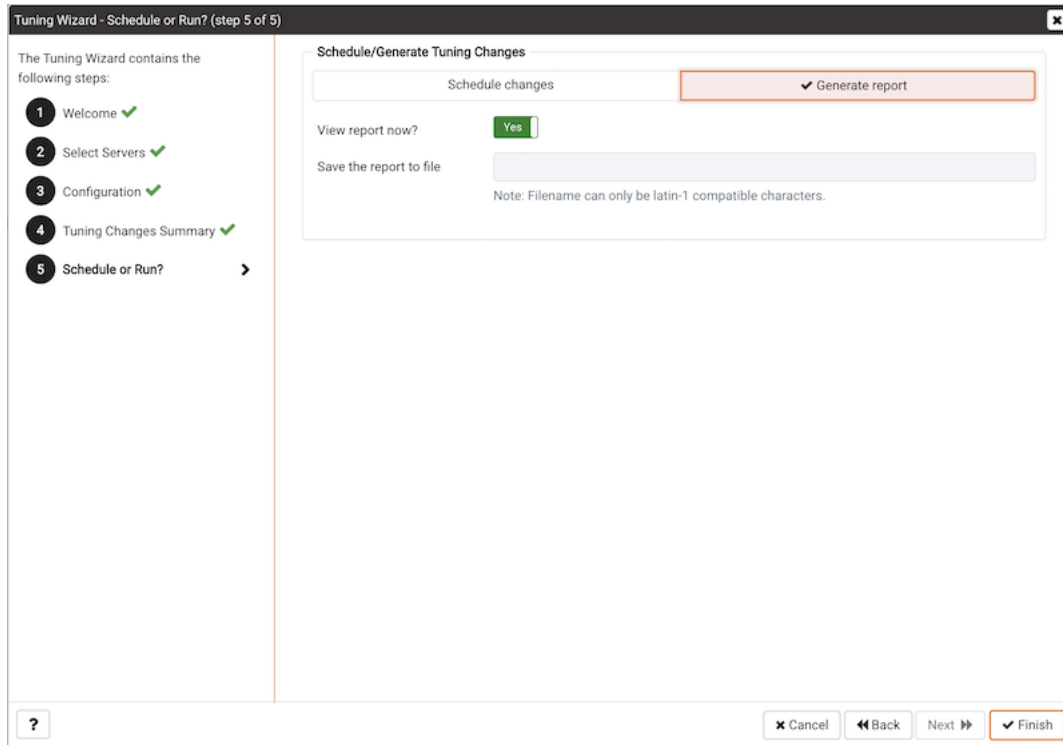 Tuning Wizard - Schedule or Run? (step 5 of 5)
The Tuning Wizard contains the
following steps:
1 Welcome
2 Select Servers
3 Configuration
4 Tuning Changes Summary
5 Schedule or Run?
Schedule/Generate Tuning Changes
Schedule changes
Generate report
View report now?
Yes
Save the report to file
Note: Filename can only be latin-1 compatible characters.
?
Cancel
Back
Next
Finish